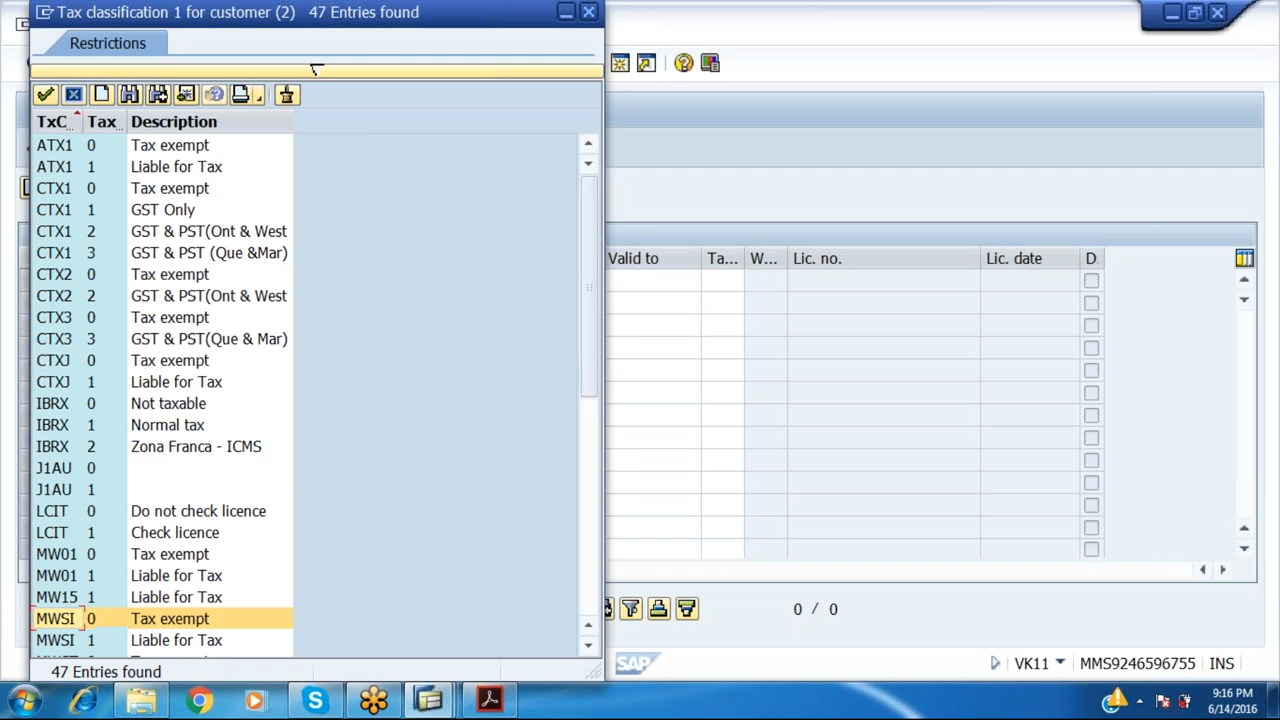 Tax classification 1 for customer (2)   47 Entries found
Restrictions
TxC.. Tax.. Description
ATX1 0 Tax exempt
ATX1 1 Liable for Tax
CTX1 0 Tax exempt
CTX1 1 GST Only
CTX1 2 GST & PST(Ont & West
CTX1 3 GST & PST (Que &Mar)
CTX2 0 Tax exempt
CTX2 2 GST & PST(Ont & West
CTX3 0 Tax exempt
CTX3 3 GST & PST(Que & Mar)
CTXJ 0 Tax exempt
CTXJ 1 Liable for Tax
IBRX 0 Not taxable
IBRX 1 Normal tax
IBRX 2 Zona Franca - ICMS
J1AU 0
J1AU 1
LCIT 0 Do not check licence
LCIT 1 Check licence
MW01 0 Tax exempt
MW01 1 Liable for Tax
MW15 1 Liable for Tax
MWSI 0 Tax exempt
MWSI 1 Liable for Tax
47 Entries found
Valid to Ta... W... Lic. no. Lic. date D.
0 / 0
SAP VK11 MMS9246596755 INS
9:16 PM
6/14/2016